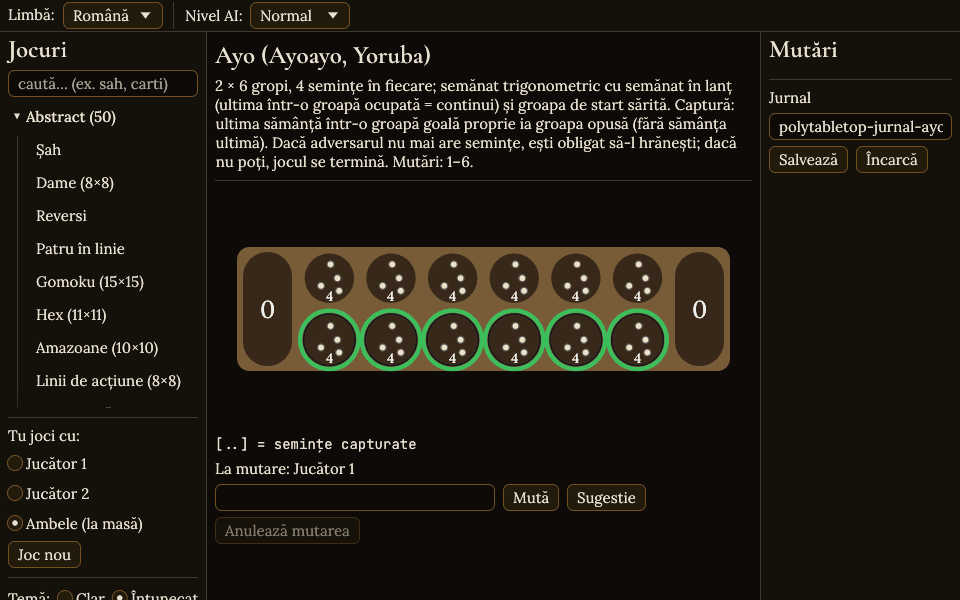 Limbă: Română Nivel AI: Normal
Jocuri
caută... (ex. sah, carti)
Abstract (50)
Șah
Dame (8×8)
Reversi
Patru în linie
Gomoku (15×15)
Hex (11×11)
Amazoane (10×10)
Linii de acțiune (8×8)
Tu joci cu:
Jucător 1
Jucător 2
Ambele (la masă)
Joc nou
Temă: Clar Întunecat
Ayo (Ayoayo, Yoruba)
2 × 6 gropi, 4 semințe în fiecare; semănat trigonometric cu semănat în lanț
(ultima într-o groapă ocupată = continui) și groapa de start sărită. Captură:
ultima sămânță într-o groapă goală proprie ia groapa opusă (fără sămânța
ultimă). Dacă adversarul nu mai are semințe, ești obligat să-l hrănești; dacă
nu poți, jocul se termină. Mutări: 1–6.
4 4 4 4 4 4
0 0
4 4 4 4 4 4
[..] = semințe capturate
La mutare: Jucător 1
Mută Sugestie
Anulează mutarea
Mutări
Jurnal
polytabletop-jurnal-ayo
Salvează Încarcă